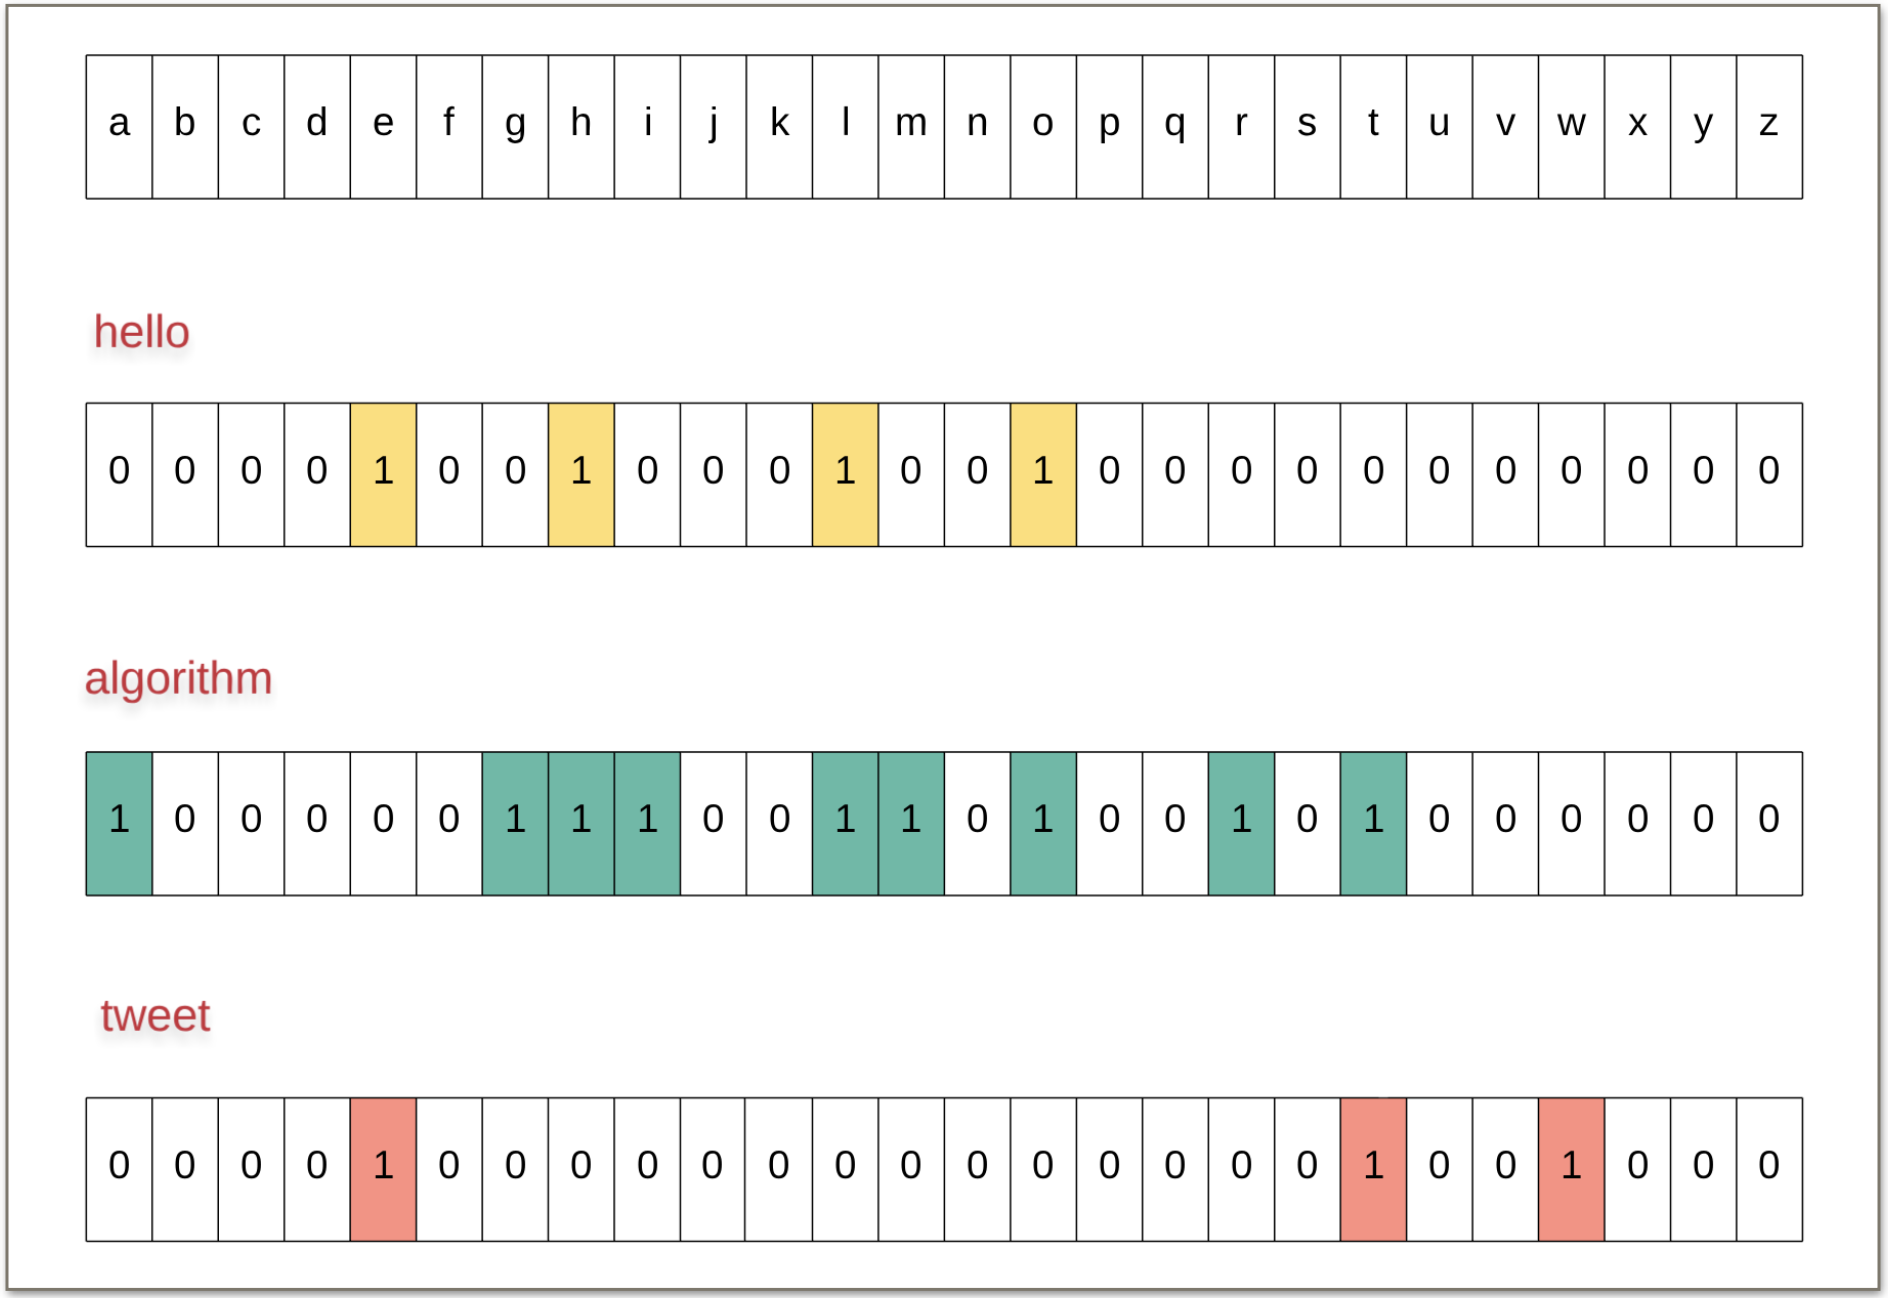 a b c d e f g h i j k l m n o p q r s t u v w x y z
hello
0 0 0 0 1 0 0 1 0 0 0 1 0 0 1 0 0 0 0 0 0 0 0 0 0 0
algorithm
1 0 0 0 0 0 1 1 1 0 0 1 1 0 1 0 0 1 0 1 0 0 0 0 0 0
tweet
0 0 0 0 1 0 0 0 0 0 0 0 0 0 0 0 0 0 0 1 0 0 1 0 0 0